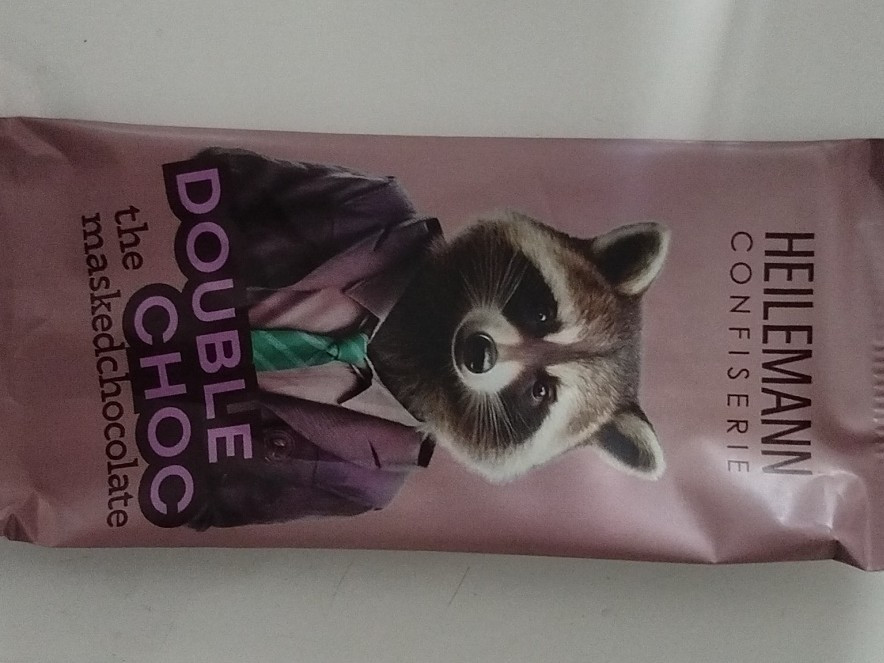 HEILEMANN
CONFISERIE
DOUBLE
CHOC
the
maskedchocolate